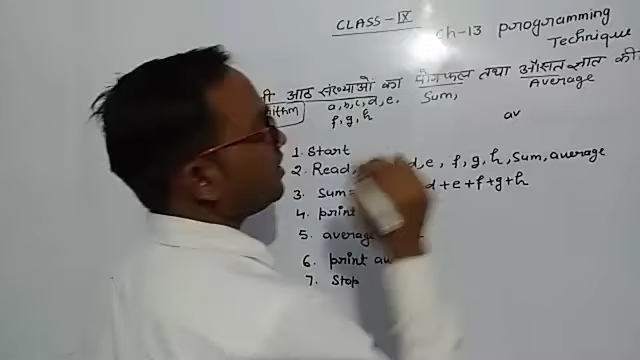 CLASS-IX
ch-13 programming
Technique
आठ संख्याओं का योगफल तथा औसत ज्ञात की
a,b,c,d,e. Sum, Average
f,g,h
av
1. Start
2. Read, d,e, f,g,h, Sum, average
3. Sum= d+e+f+g+h
4. print
5. average
6. print av
7. Stop